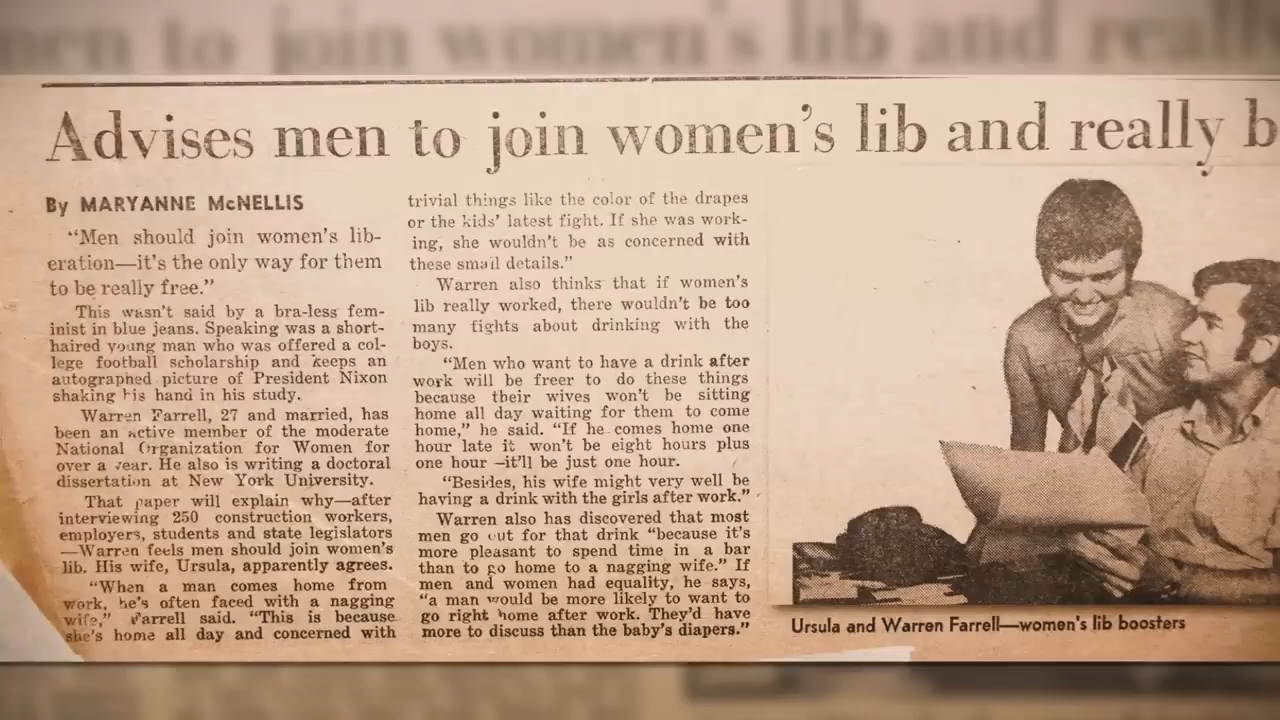 men to join women's lib and really
Advises men to join women's lib and really b
By MARYANNE McNELLIS
"Men should join women's lib-
eration—it's the only way for them
to be really free."
This wasn't said by a bra-less fem-
inist in blue jeans. Speaking was a short-
haired young man who was offered a col-
lege football scholarship and keeps an
autographed picture of President Nixon
shaking his hand in his study.
Warren Farrell, 27 and married, has
been an active member of the moderate
National Organization for Women for
over a year. He also is writing a doctoral
dissertation at New York University.
That paper will explain why—after
interviewing 250 construction workers,
employers, students and state legislators
—Warren feels men should join women's
lib. His wife, Ursula, apparently agrees.
"When a man comes home from
work, he's often faced with a nagging
wife," Farrell said. "This is because
she's home all day and concerned with
trivial things like the color of the drapes
or the kids' latest fight. If she was work-
ing, she wouldn't be as concerned with
these small details."
Warren also thinks that if women's
lib really worked, there wouldn't be too
many fights about drinking with the
boys.
"Men who want to have a drink after
work will be freer to do these things
because their wives won't be sitting
home all day waiting for them to come
home," he said. "If he comes home one
hour late it won't be eight hours plus
one hour —it'll be just one hour.
"Besides, his wife might very well be
having a drink with the girls after work."
Warren also has discovered that most
men go out for that drink "because it's
more pleasant to spend time in a bar
than to go home to a nagging wife." If
men and women had equality, he says,
"a man would be more likely to want to
go right home after work. They'd have
more to discuss than the baby's diapers."
Ursula and Warren Farrell—women's lib boosters